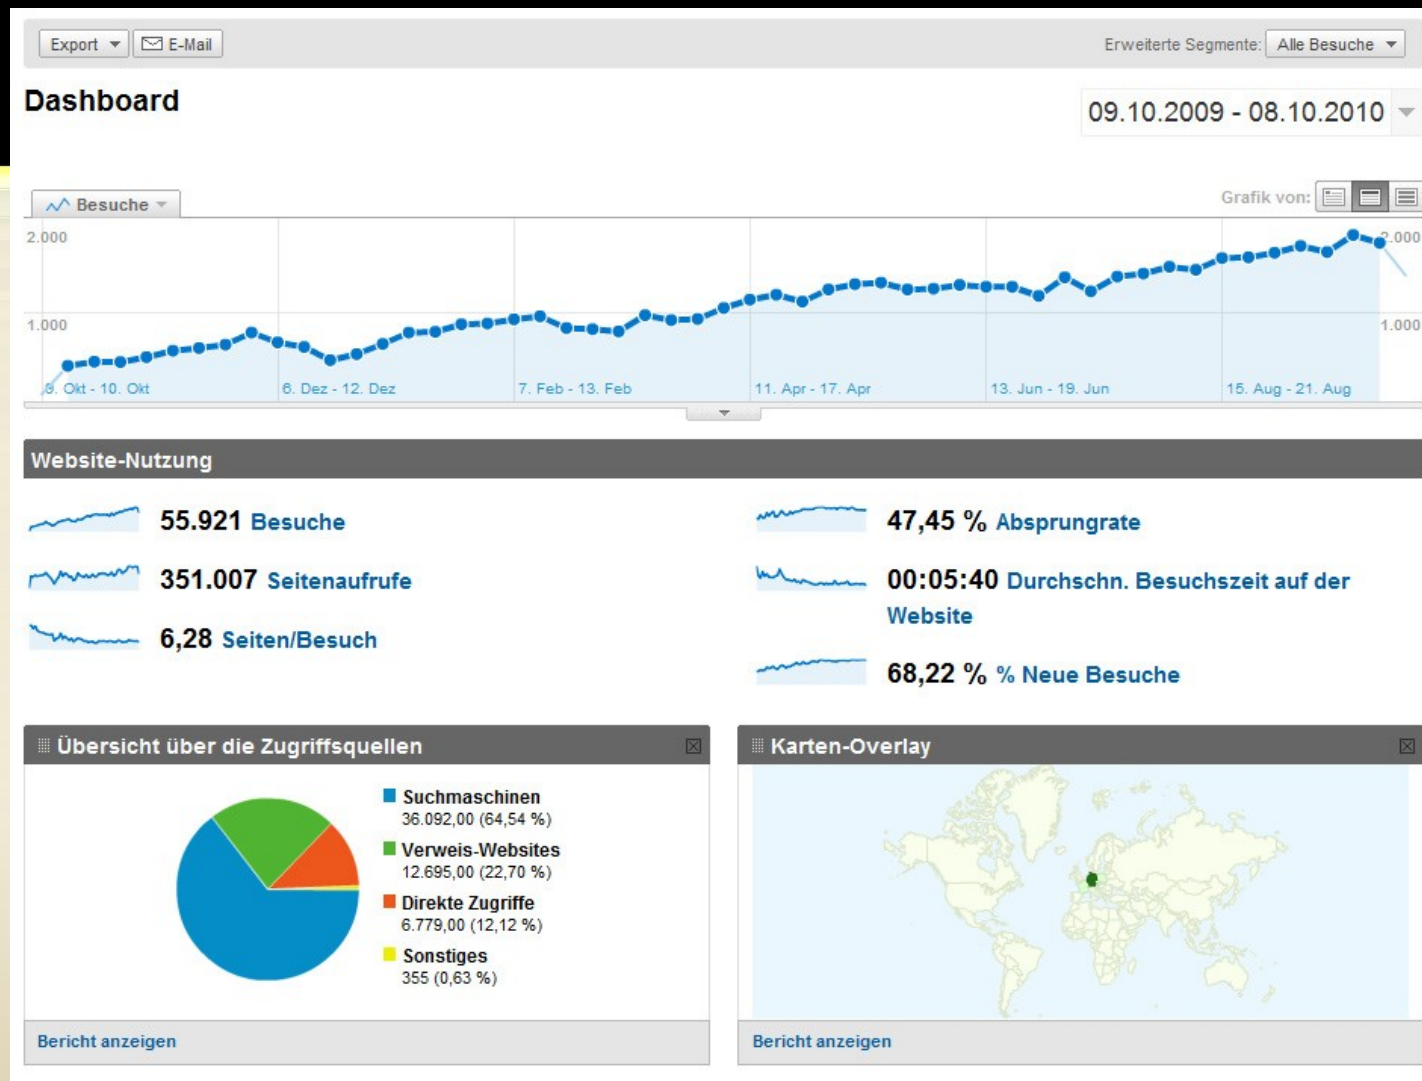 Export
E-Mail
Erweiterte Segmente: Alle Besuche
Dashboard
09.10.2009 - 08.10.2010
Besuche
Grafik von:
2.000
2.000
1.000
1.000
9. Okt - 10. Okt
6. Dez - 12. Dez
7. Feb - 13. Feb
11. Apr - 17. Apr
13. Jun - 19. Jun
15. Aug - 21. Aug
Website-Nutzung
55.921 Besuche
351.007 Seitenaufrufe
6,28 Seiten/Besuch
47,45 % Absprungrate
00:05:40 Durchschn. Besuchszeit auf der
Website
68,22 % % Neue Besuche
Übersicht über die Zugriffsquellen
Suchmaschinen
36.092,00 (64,54 %)
Verweis-Websites
12.695,00 (22,70 %)
Direkte Zugriffe
6.779,00 (12,12 %)
Sonstiges
355 (0,63 %)
Bericht anzeigen
Karten-Overlay
Bericht anzeigen